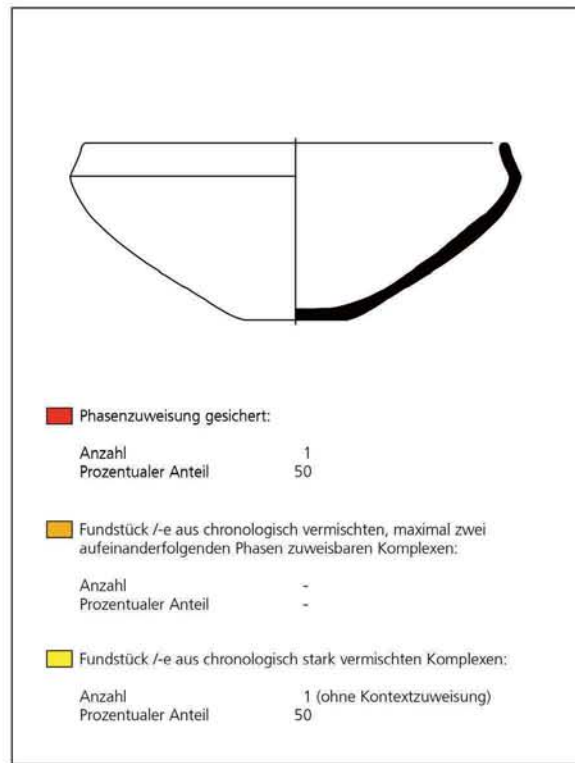 Phasenzuweisung gesichert:
Anzahl 1
Prozentualer Anteil 50
Fundstück /-e aus chronologisch vermischten, maximal zwei
aufeinanderfolgenden Phasen zuweisbaren Komplexen:
Anzahl -
Prozentualer Anteil -
Fundstück /-e aus chronologisch stark vermischten Komplexen:
Anzahl 1 (ohne Kontextzuweisung)
Prozentualer Anteil 50